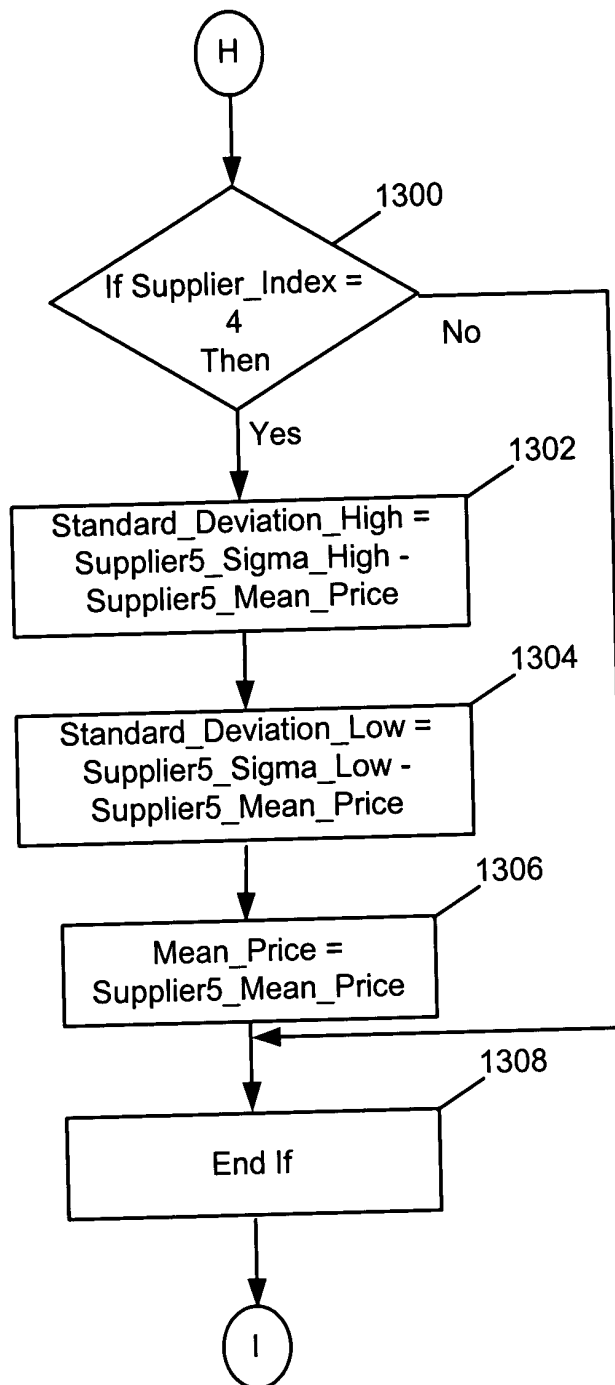 H
1300
If Supplier_Index =
4
Then
No
Yes
1302
Standard_Deviation_High =
Supplier5_Sigma_High -
Supplier5_Mean_Price
1304
Standard_Deviation_Low =
Supplier5_Sigma_Low -
Supplier5_Mean_Price
1306
Mean_Price =
Supplier5_Mean_Price
1308
End If
I